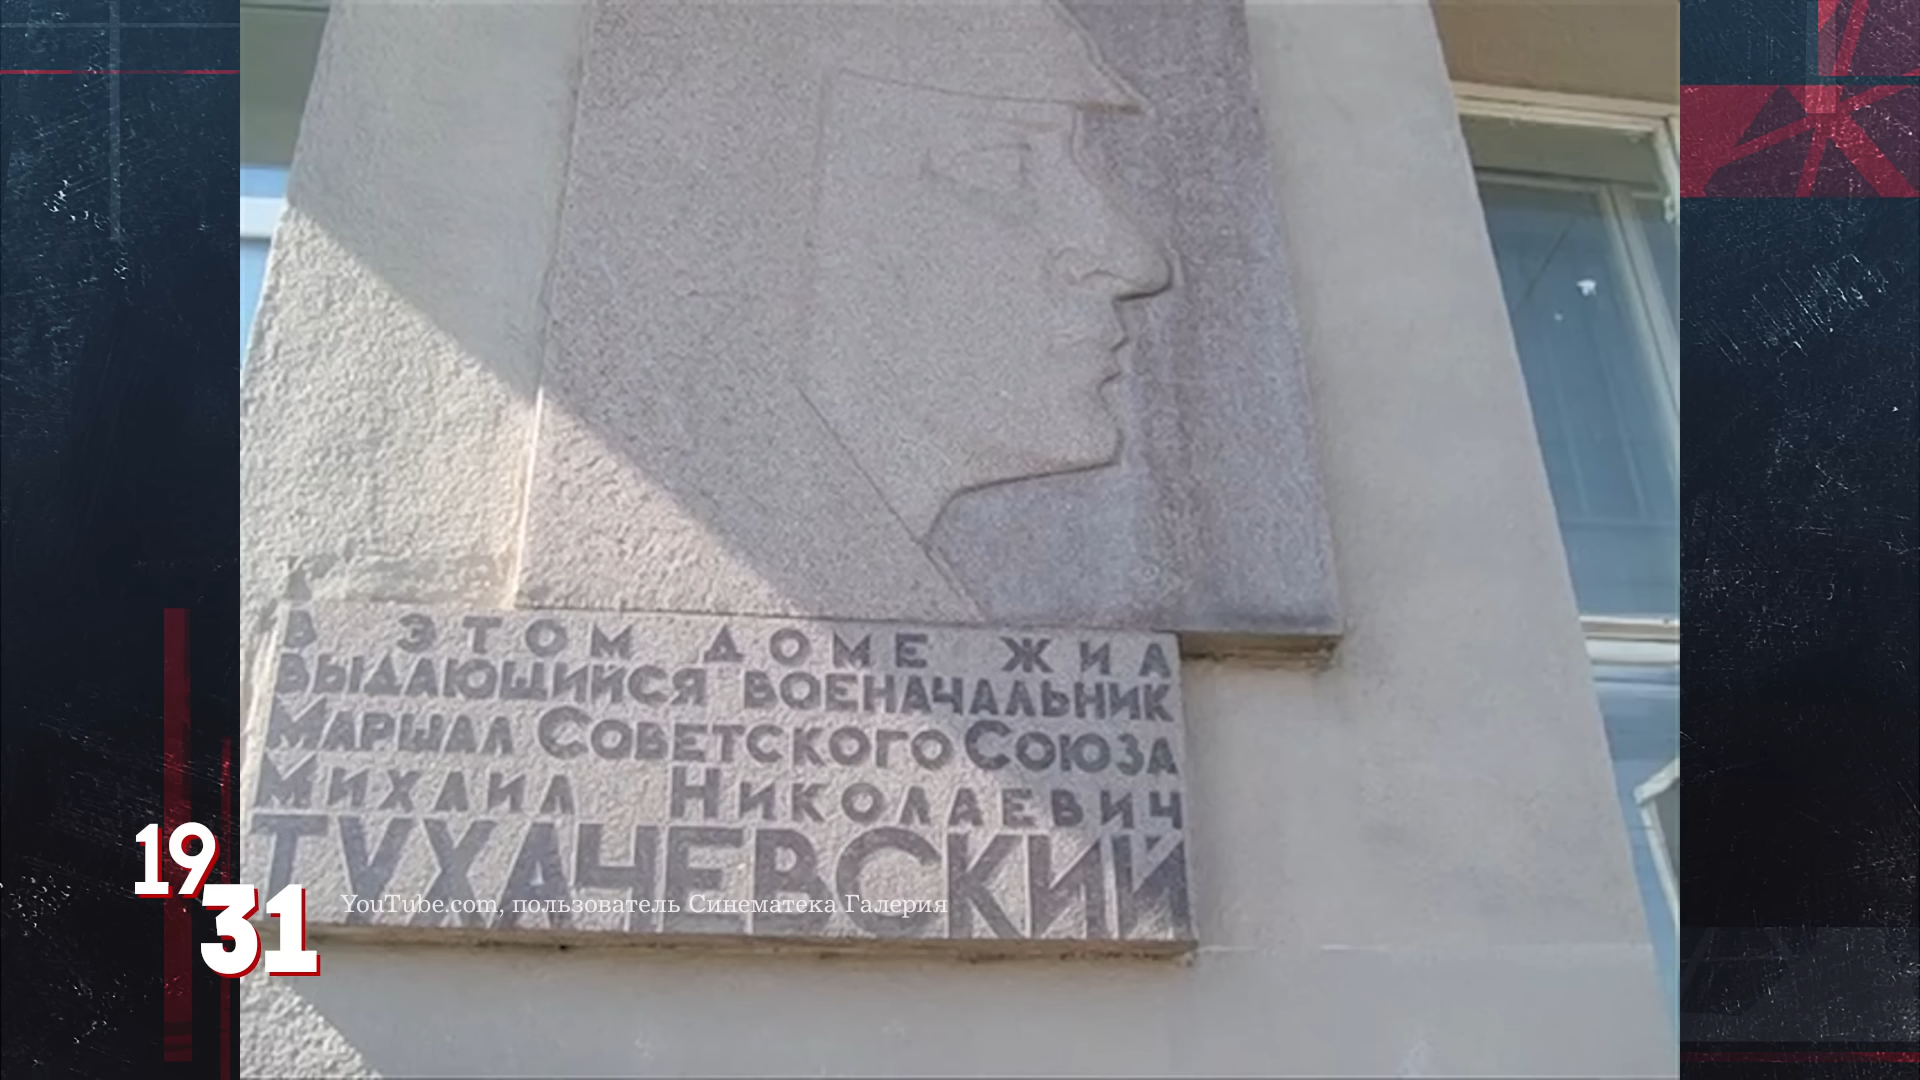 В ЭТОМ ДОМЕ ЖИЛ
ВЫДАЮЩИЙСЯ ВОЕНАЧАЛЬНИК
МАРШАЛ СОВЕТСКОГО СОЮЗА
МИХАИЛ НИКОЛАЕВИЧ
ТУХАЧЕВСКИЙ
YouTube.com, пользователь Синематека Галерия
19
31